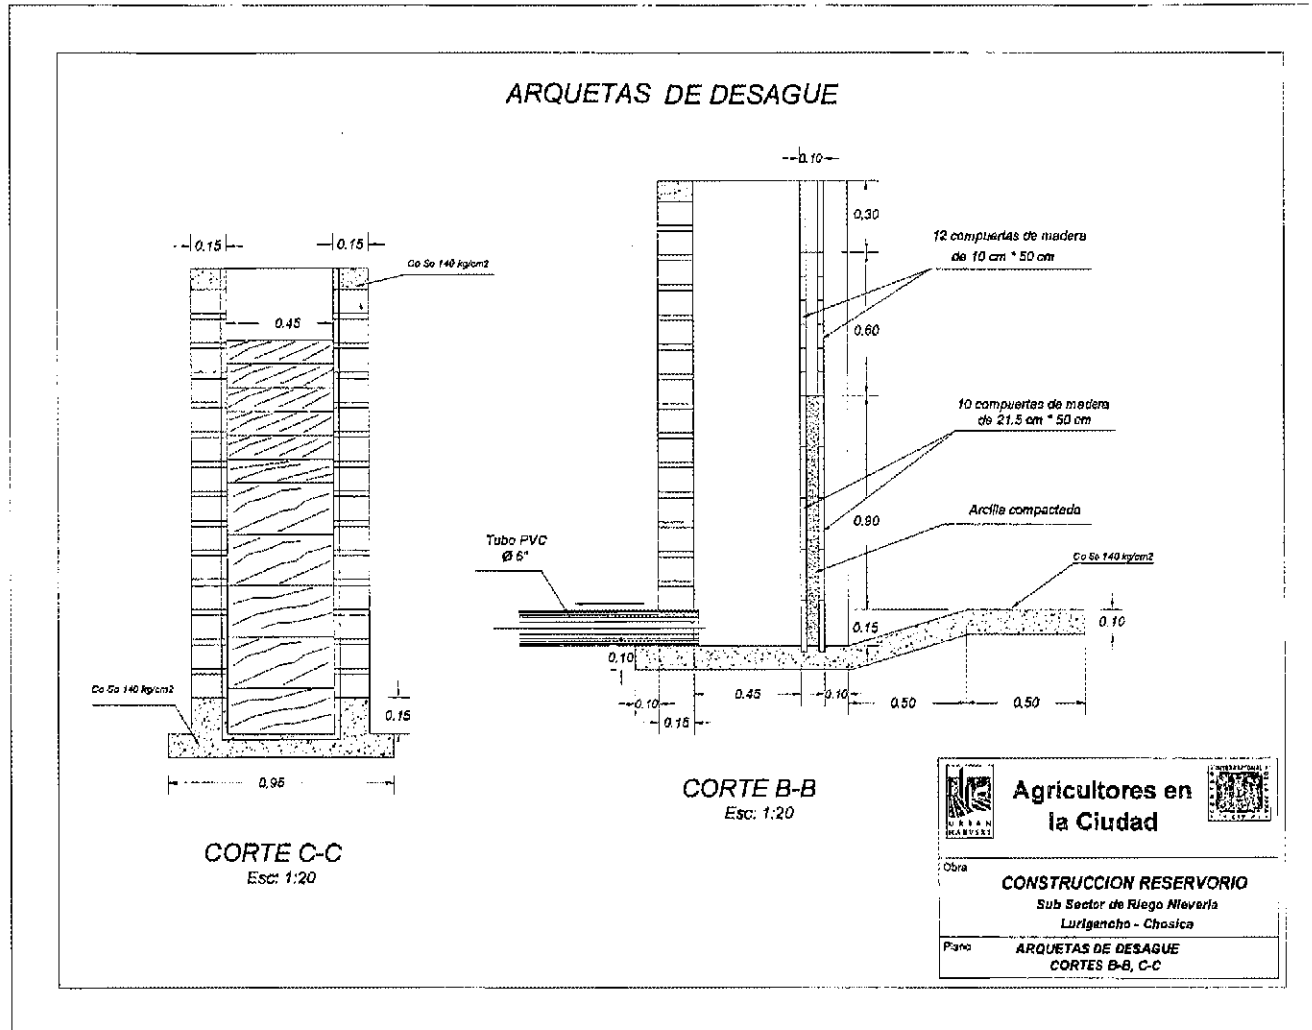 ARQUETAS DE DESAGUE
0.15
0.15
Co So 140 kg/cm2
0.45
Co So 140 kg/cm2
0.15
0,95
CORTE C-C
Esc: 1:20
0.10
0,30
12 compuertas de madera
de 10 cm * 50 cm
0.60
10 compuertas de madera
de 21,5 cm * 50 cm
0.90
Arcilla compactada
Tubo PVC
Ø 6"
Co So 140 kg/cm2
0.15
0.10
0.10
0.10
0.45
0.10
0.50
0.50
0.15
CORTE B-B
Esc: 1:20
URBAN
HARVEST
Agricultores en
la Ciudad
Obra
CONSTRUCCION RESERVORIO
Sub Sector de Riego Nieveria
Lurigancho - Chosica
Plano
ARQUETAS DE DESAGUE
CORTES B-B, C-C